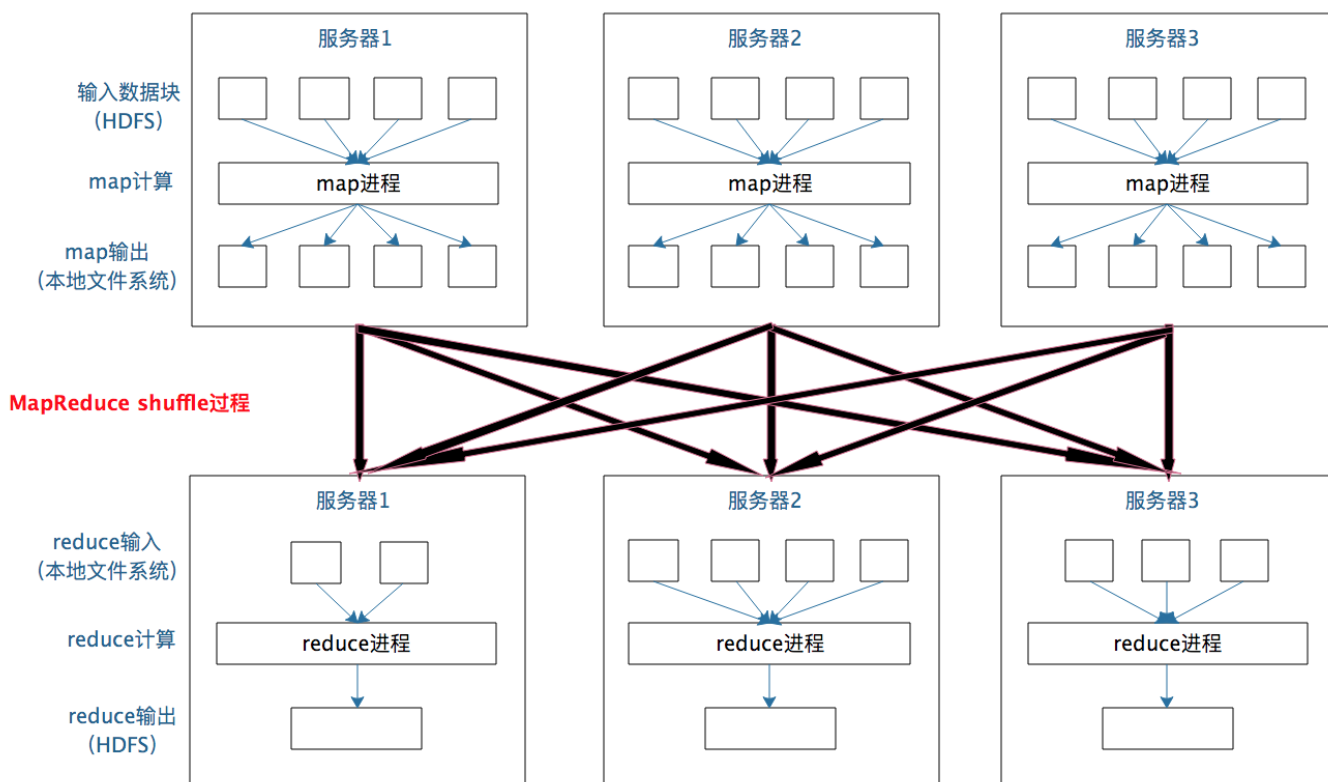 服务器1
服务器2
服务器3
输入数据块
（HDFS）
map计算
map进程
map进程
map进程
map输出
（本地文件系统）
MapReduce shuffle过程
服务器1
服务器2
服务器3
reduce输入
（本地文件系统）
reduce计算
reduce进程
reduce进程
reduce进程
reduce输出
（HDFS）